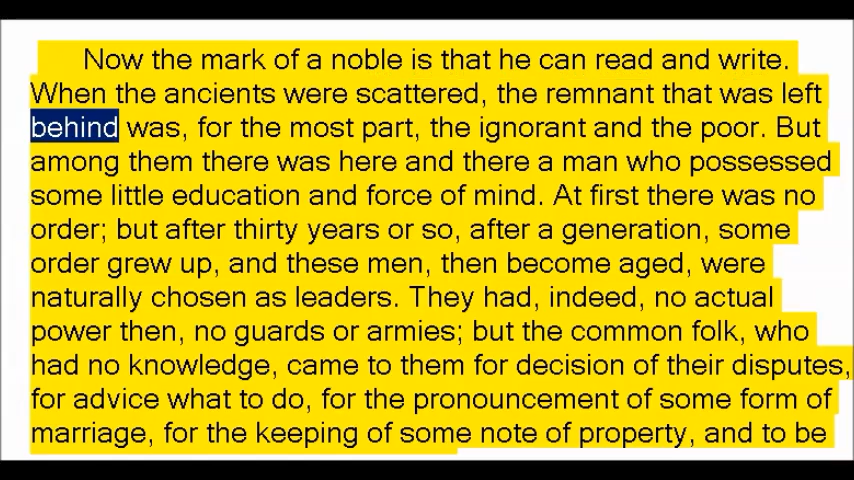 Now the mark of a noble is that he can read and write.
When the ancients were scattered, the remnant that was left
behind was, for the most part, the ignorant and the poor. But
among them there was here and there a man who possessed
some little education and force of mind. At first there was no
order; but after thirty years or so, after a generation, some
order grew up, and these men, then become aged, were
naturally chosen as leaders. They had, indeed, no actual
power then, no guards or armies; but the common folk, who
had no knowledge, came to them for decision of their disputes,
for advice what to do, for the pronouncement of some form of
marriage, for the keeping of some note of property, and to be